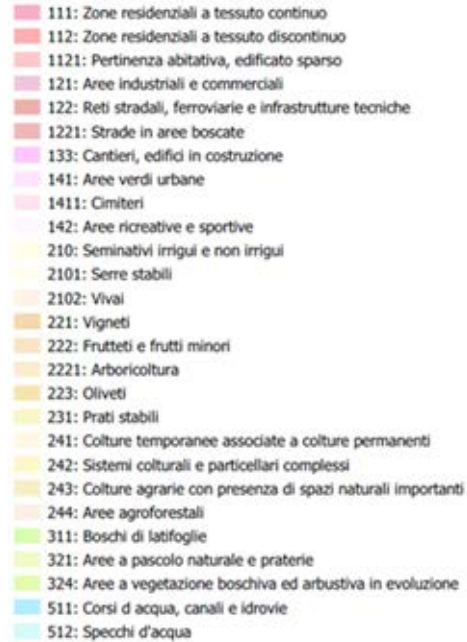 111: Zone residenziali a tessuto continuo
112: Zone residenziali a tessuto discontinuo
1121: Pertinenza abitativa, edificato sparso
121: Aree industriali e commerciali
122: Reti stradali, ferroviarie e infrastrutture tecniche
1221: Strade in aree boscate
133: Cantieri, edifici in costruzione
141: Aree verdi urbane
1411: Cimiteri
142: Aree ricreative e sportive
210: Seminativi irrigui e non irrigui
2101: Serre stabili
2102: Vivai
221: Vigneti
222: Frutteti e frutti minori
2221: Arboricoltura
223: Oliveti
231: Prati stabili
241: Colture temporanee associate a colture permanenti
242: Sistemi colturali e particellari complessi
243: Colture agrarie con presenza di spazi naturali importanti
244: Aree agroforestali
311: Boschi di latifoglie
321: Aree a pascolo naturale e praterie
324: Aree a vegetazione boschiva ed arbustiva in evoluzione
511: Corsi d acqua, canali e idrovie
512: Specchi d'acqua